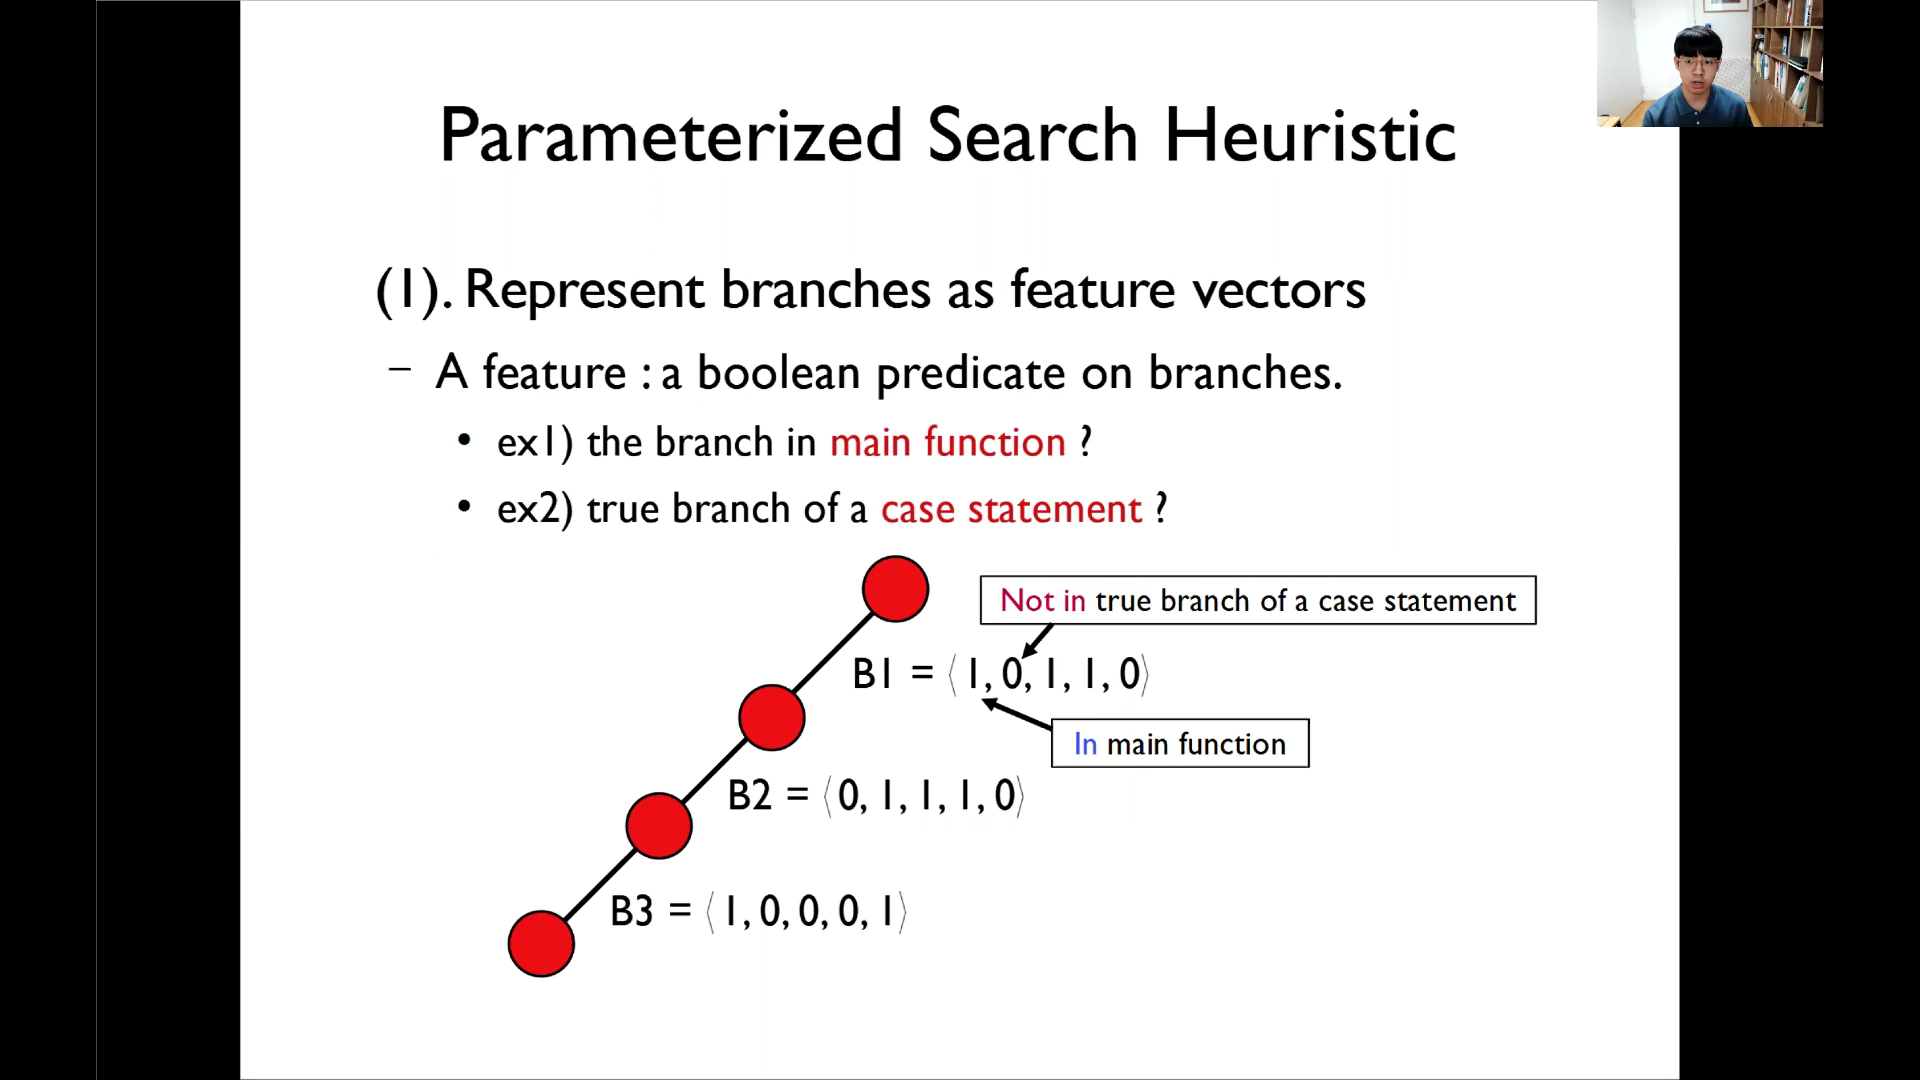 Parameterized Search Heuristic
(1). Represent branches as feature vectors
– A feature : a boolean predicate on branches.
• ex1) the branch in main function ?
• ex2) true branch of a case statement ?
Not in true branch of a case statement
B1 = ⟨1, 0, 1, 1, 0⟩
In main function
B2 = ⟨0, 1, 1, 1, 0⟩
B3 = ⟨1, 0, 0, 0, 1⟩